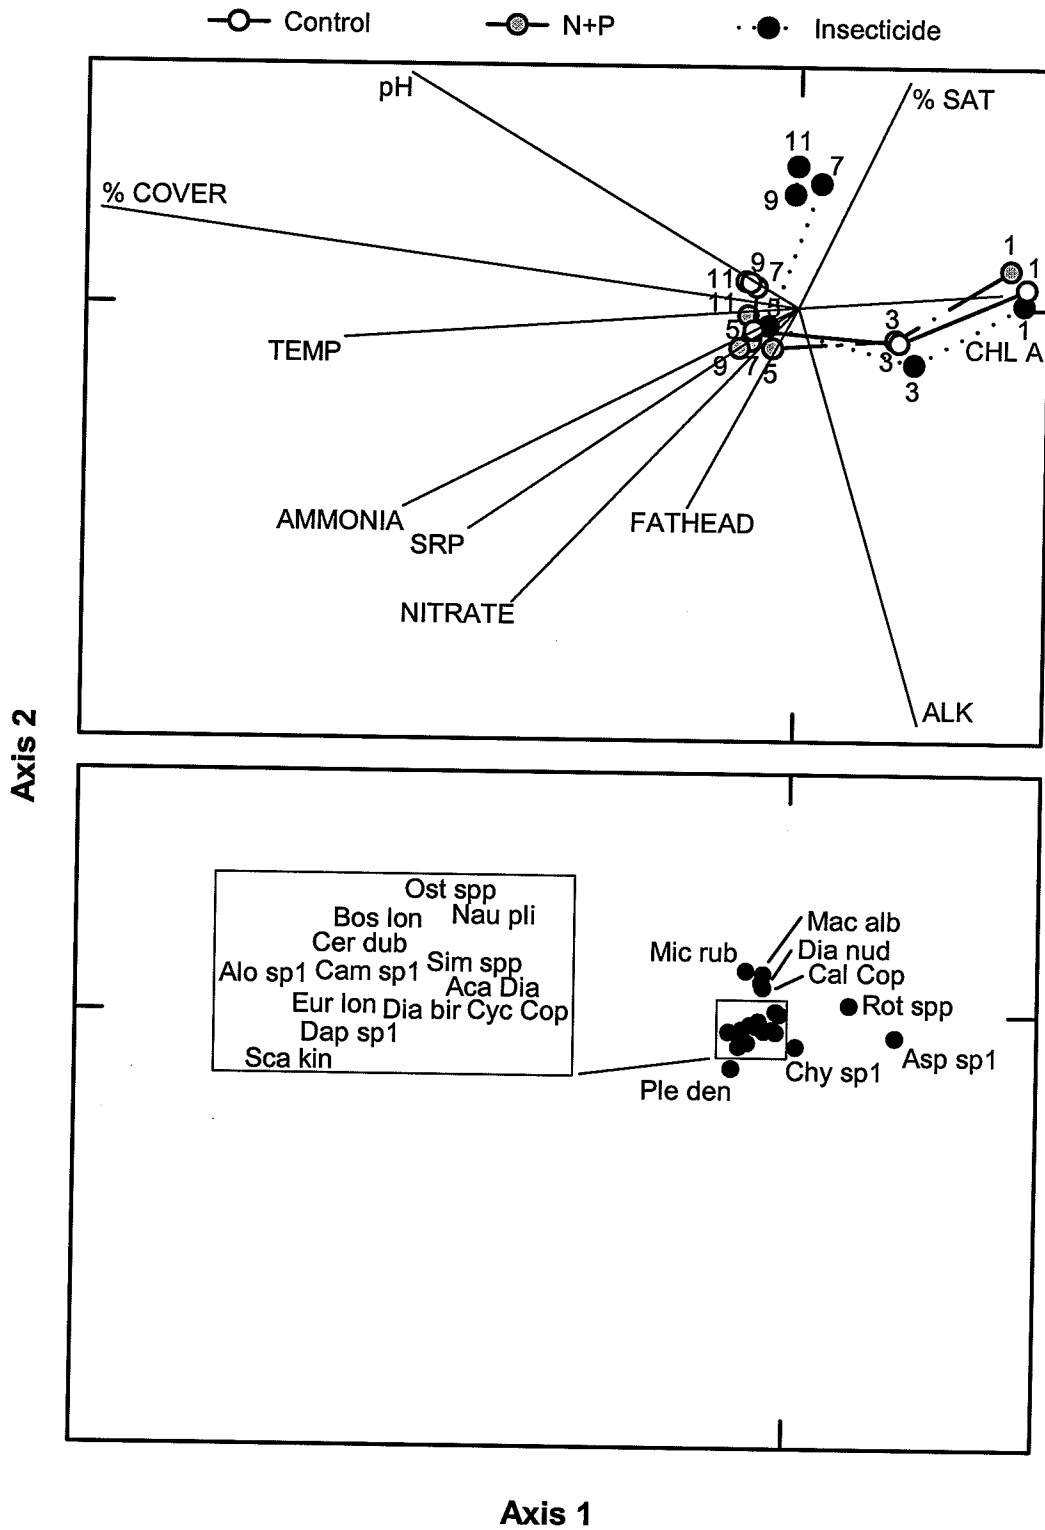 Control N+P Insecticide
pH
% SAT
11
7
% COVER
9
1
9 7
1
11
11
5
3
5
TEMP
1
CHL A
3
9 7 5
3
AMMONIA
FATHEAD
SRP
NITRATE
ALK
Axis 2
Ost spp
Bos lon Nau pli
Mac alb
Cer dub
Mic rub
Dia nud
Alo sp1 Cam sp1 Sim spp
Cal Cop
Aca Dia
Eur lon Dia bir Cyc Cop
Rot spp
Dap sp1
Asp sp1
Sca kin
Chy sp1
Ple den
Axis 1